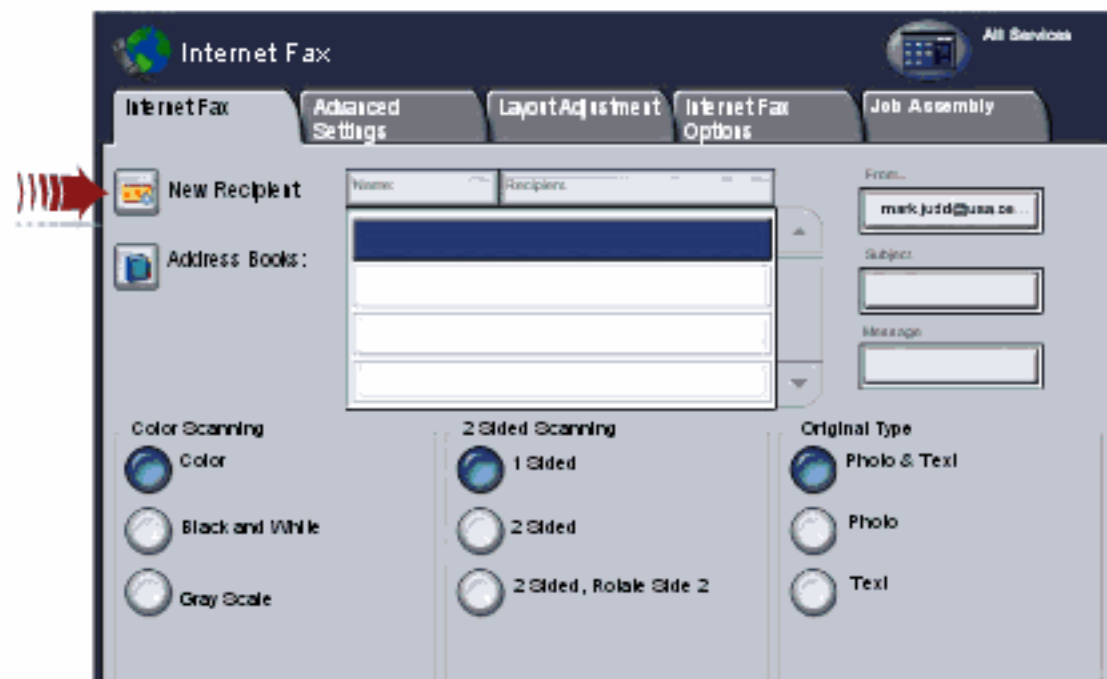 Internet Fax
All Services
Internet Fax
Advanced
Settings
Layout Adjustment
Internet Fax
Options
Job Assembly
New Recipient
Name:
Recipient
From...
mark.judd@usa.ce...
Address Books:
Subject
Message
Color Scanning
2 Sided Scanning
Original Type
Color
1 Sided
Photo & Text
Black and White
2 Sided
Photo
Gray Scale
2 Sided, Rotate Side 2
Text